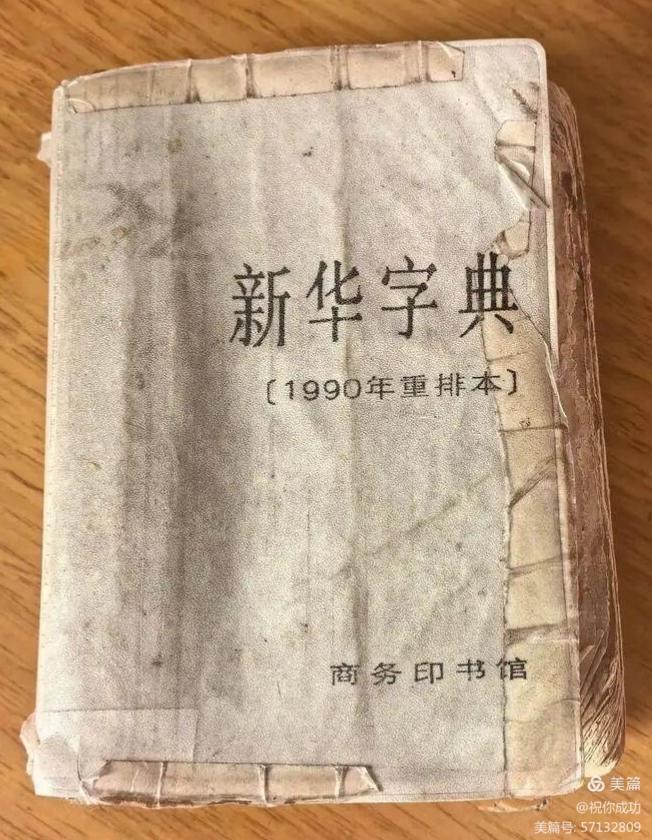 新华字典
〔1990年重排本〕
商务印书馆
美篇
@祝你成功
美篇号: 57132809